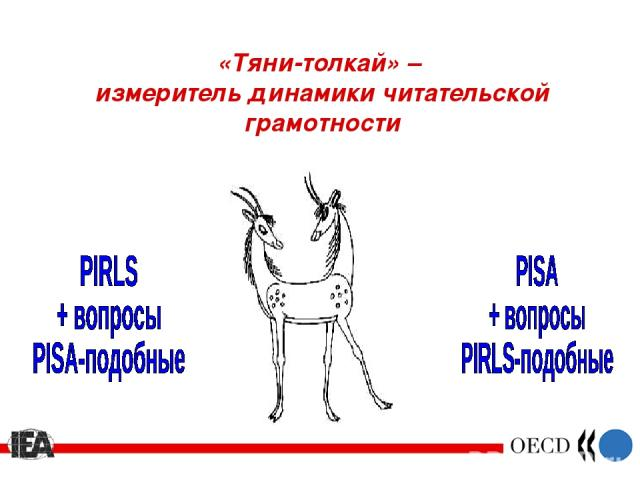 «Тяни-толкай» –
измеритель динамики читательской
грамотности
PIRLS
+ вопросы
PISA-подобные
PISA
+ вопросы
PIRLS-подобные
IEA
OECD